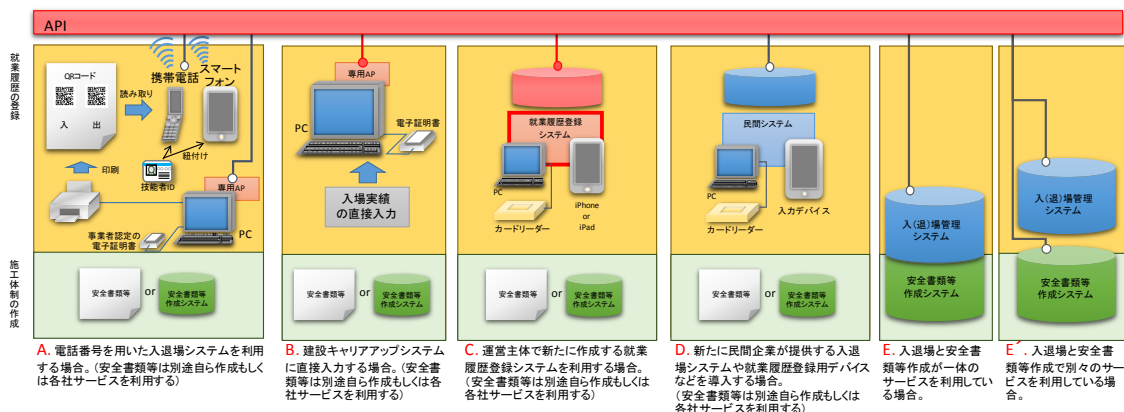 API
就業履歴の登録
施工体制の作成
QRコード
入 出
読み取り
携帯電話
スマート
フォン
紐付け
技能者ID
印刷
専用AP
PC
事業者認定の
電子証明書
安全書類等
or
安全書類等
作成システム
A. 電話番号を用いた入退場システムを利用
する場合。(安全書類等は別途自ら作成もしく
は各社サービスを利用する)
専用AP
PC
電子証明書
入場実績
の直接入力
安全書類等
or
安全書類等
作成システム
B. 建設キャリアアップシステム
に直接入力する場合。(安全書
類等は別途自ら作成もしくは各
社サービスを利用する)
就業履歴登録
システム
PC
カードリーダー
iPhone
or
iPad
安全書類等
or
安全書類等
作成システム
C. 運営主体で新たに作成する就業
履歴登録システムを利用する場合。
(安全書類等は別途自ら作成もしくは
各社サービスを利用する)
民間システム
PC
カードリーダー
入力デバイス
安全書類等
or
安全書類等
作成システム
D. 新たに民間企業が提供する入退
場システムや就業履歴登録用デバイス
などを導入する場合。
(安全書類等は別途自ら作成もしくは
各社サービスを利用する)
入(退)場管理
システム
安全書類等
作成システム
E. 入退場と安全書
類等作成が一体の
サービスを利用してい
る場合。
入(退)場管理
システム
安全書類等
作成システム
E´. 入退場と安全書
類等作成で別々のサー
ビスを利用している場
合。